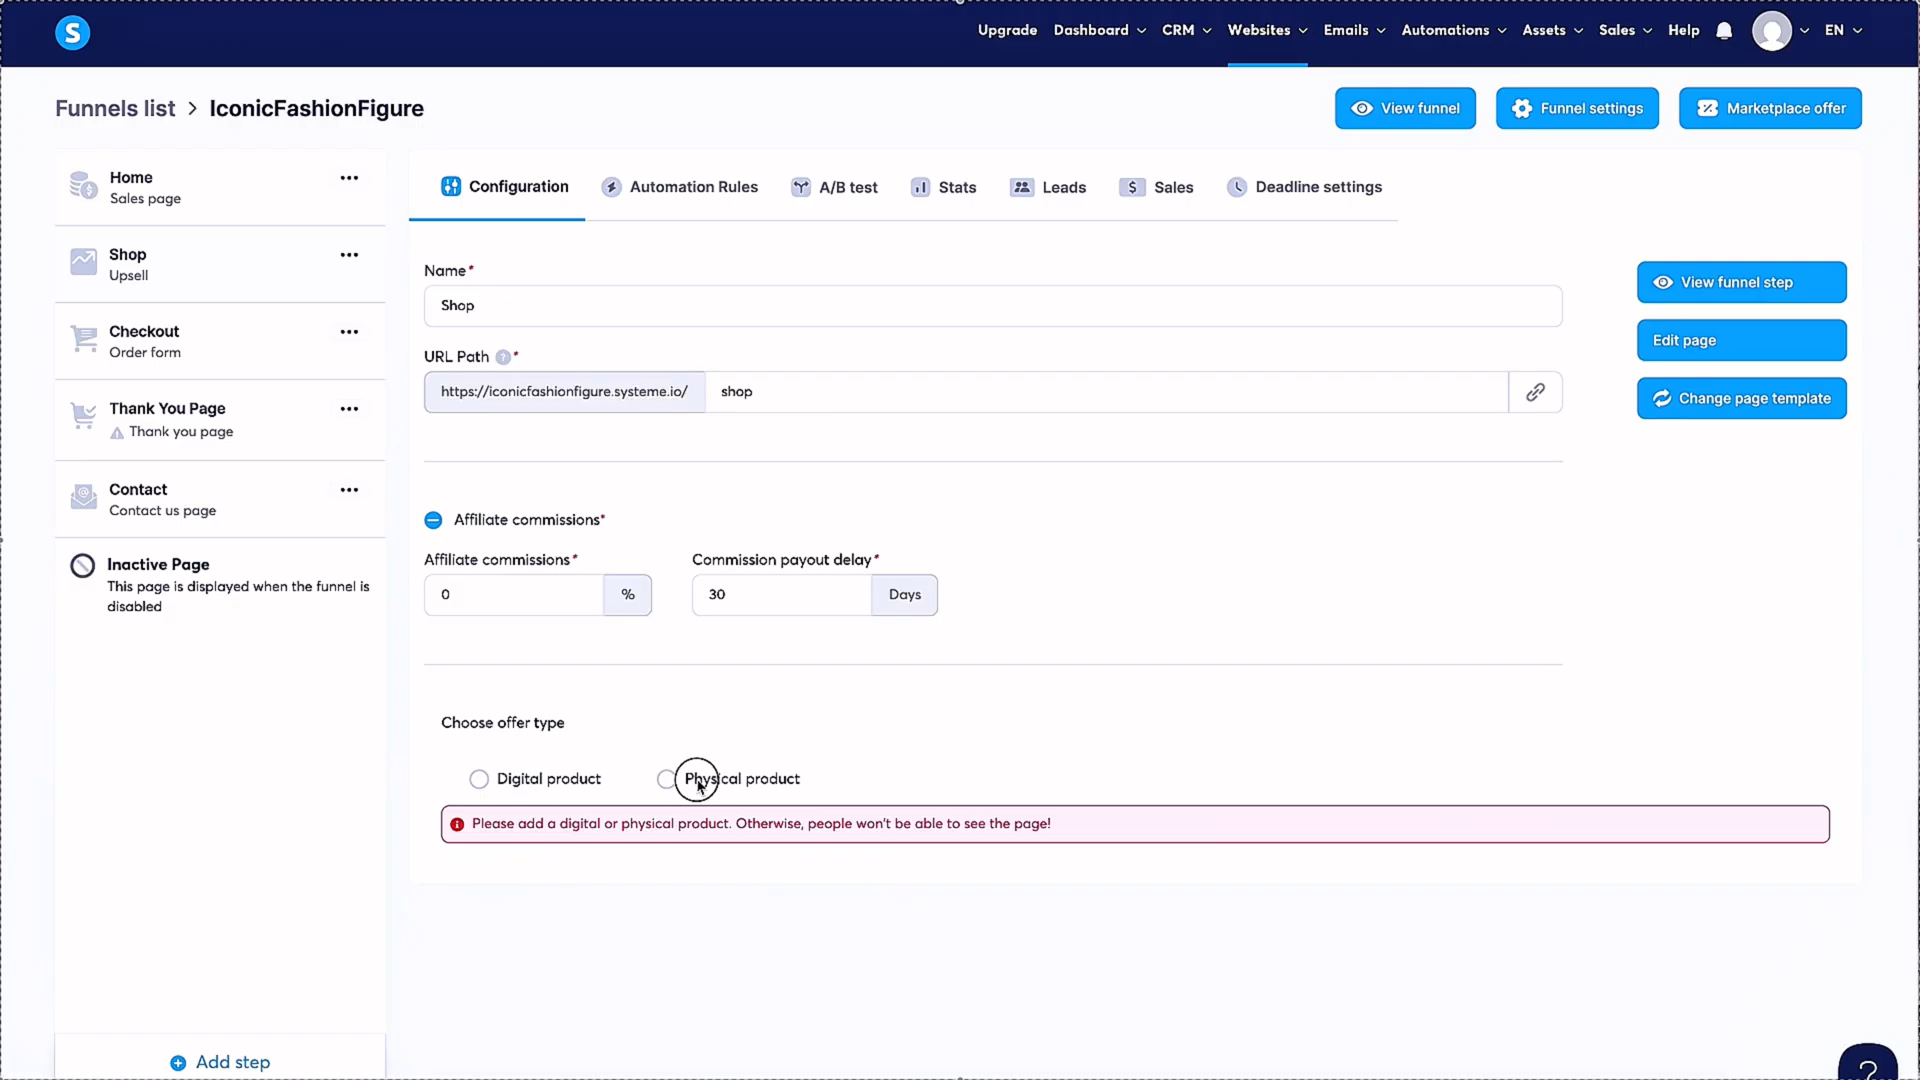 S
Upgrade Dashboard CRM Websites Emails Automations Assets Sales Help EN
Funnels list > IconicFashionFigure
View funnel
Funnel settings
Marketplace offer
Home
Sales page
Shop
Upsell
Checkout
Order form
Thank You Page
Thank you page
Contact
Contact us page
Inactive Page
This page is displayed when the funnel is
disabled
Add step
Configuration
Automation Rules
A/B test
Stats
Leads
Sales
Deadline settings
Name*
Shop
URL Path ? *
https://iconicfashionfigure.systeme.io/ shop
View funnel step
Edit page
Change page template
Affiliate commissions*
Affiliate commissions* Commission payout delay*
0 % 30 Days
Choose offer type
Digital product Physical product
Please add a digital or physical product. Otherwise, people won't be able to see the page!
?